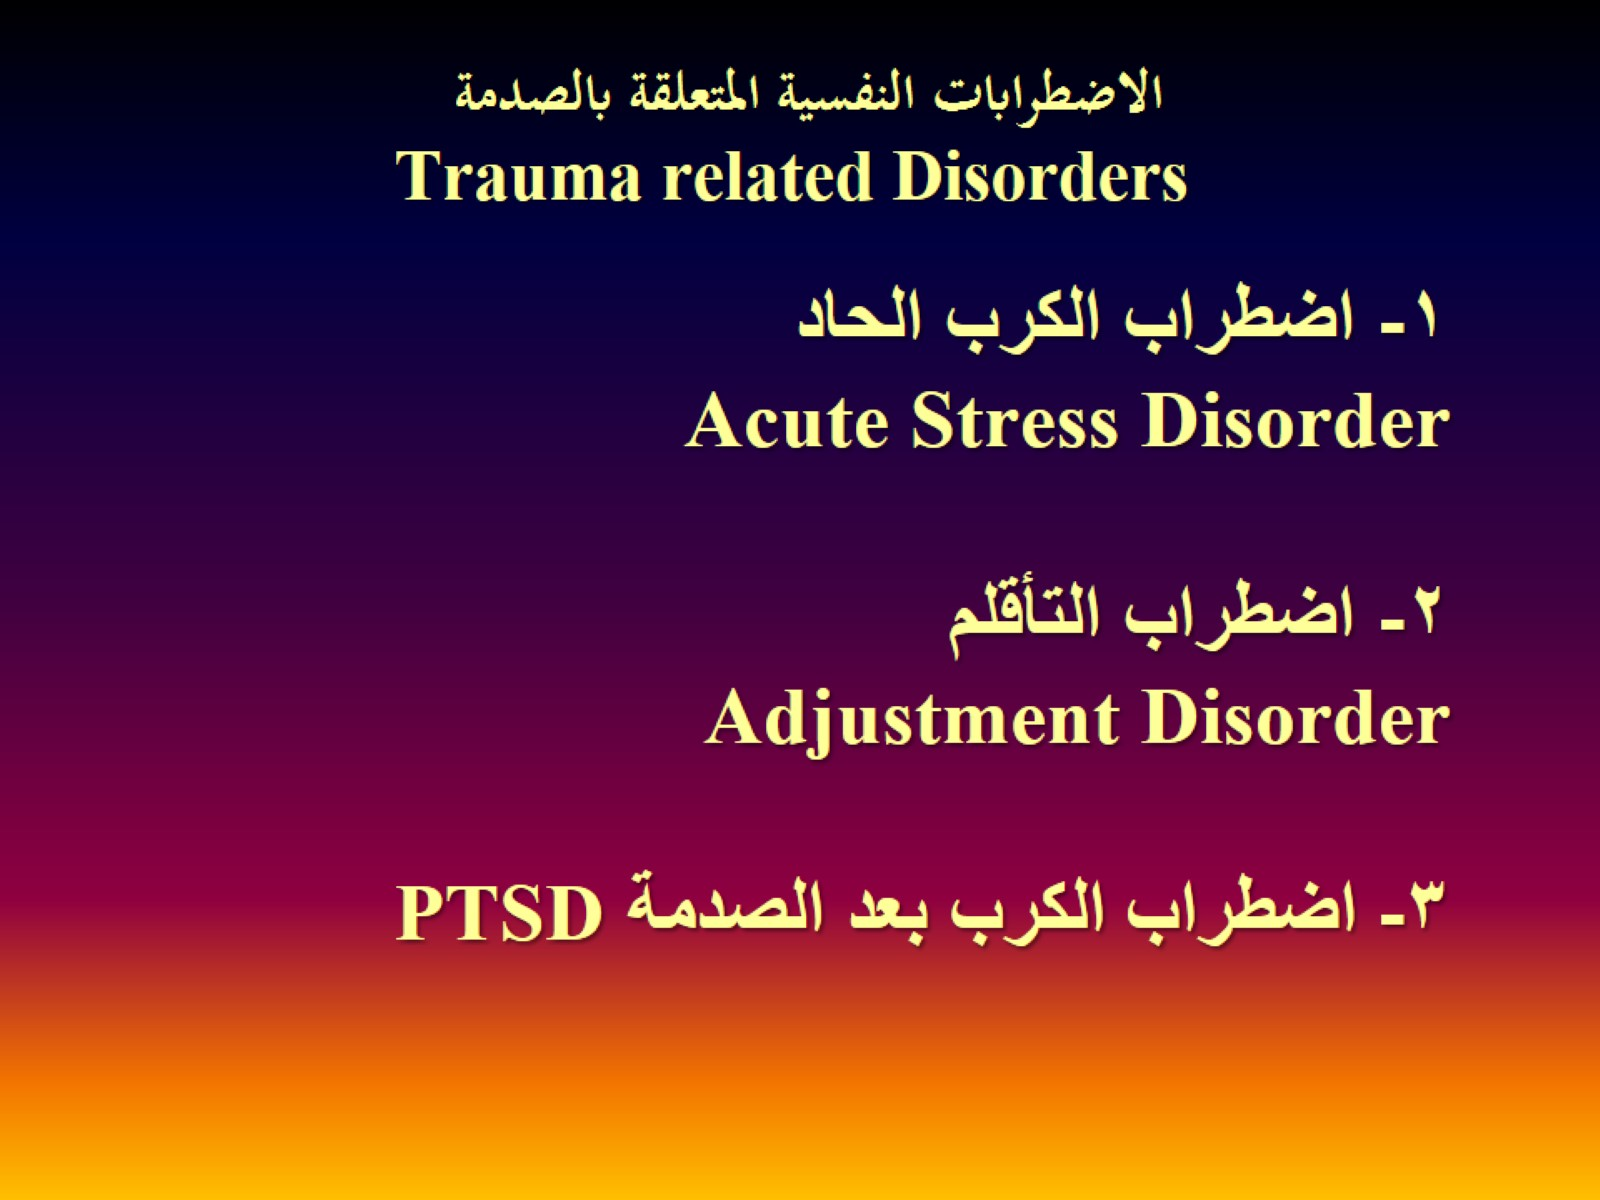 الاضطرابات النفسية المتعلقة بالصدمة
Trauma related Disorders
١- اضطراب الكرب الحاد
Acute Stress Disorder
٢- اضطراب التأقلم
Adjustment Disorder
٣- اضطراب الكرب بعد الصدمة PTSD